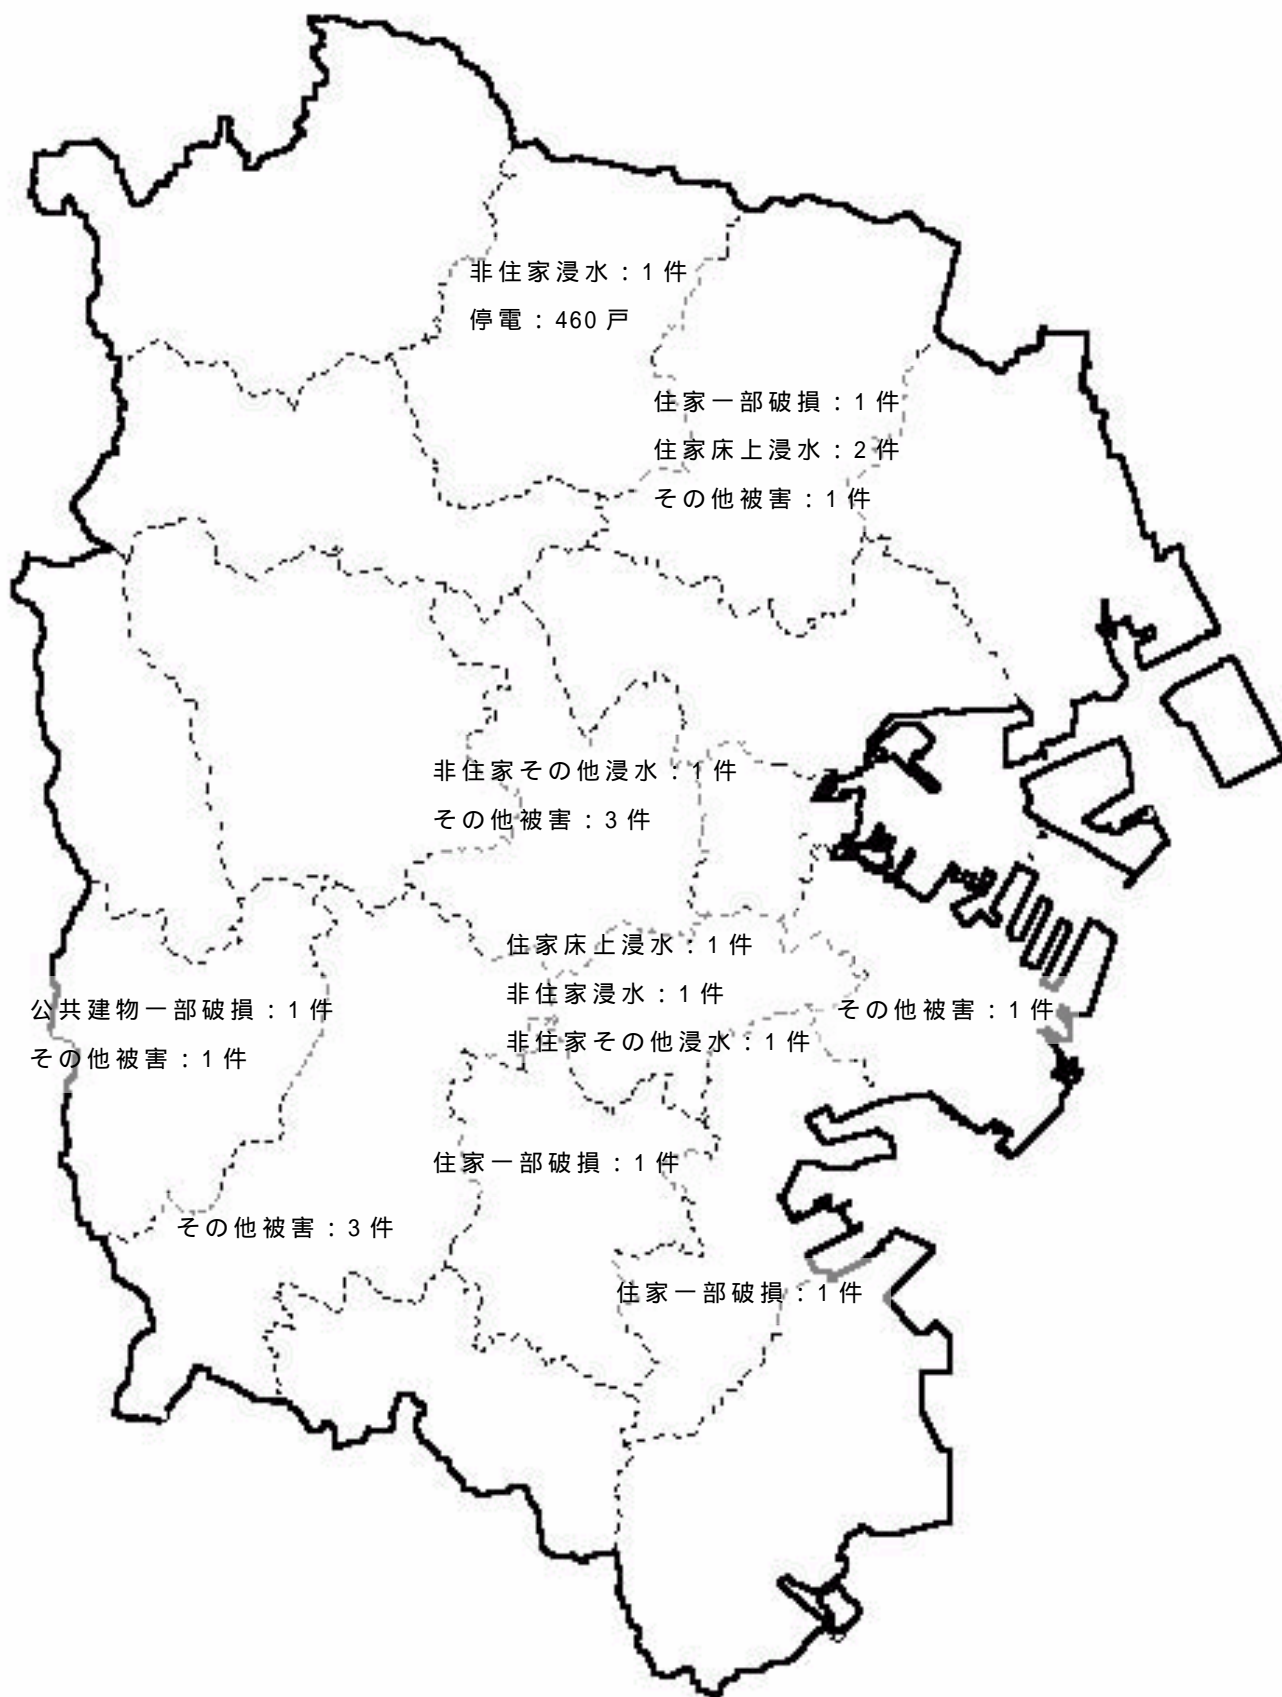 非住家浸水：1件
停電：460戸
住家一部破損：1件
住家床上浸水：2件
その他被害：1件
非住家その他浸水：1件
その他被害：3件
住家床上浸水：1件
非住家浸水：1件
非住家その他浸水：1件
その他被害：1件
公共建物一部破損：1件
その他被害：1件
住家一部破損：1件
その他被害：3件
住家一部破損：1件